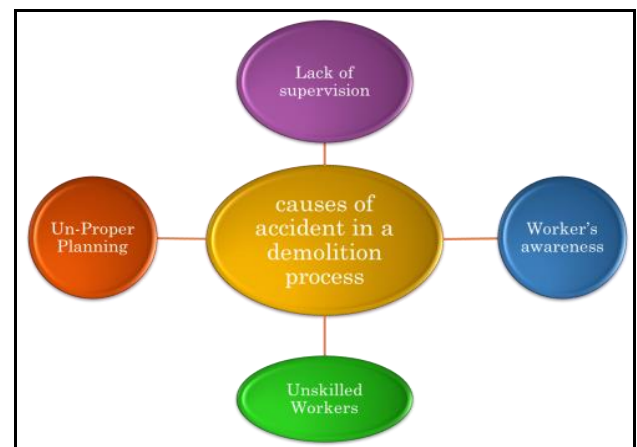 Lack of
supervision
Un-Proper
Planning
causes of
accident in a
demolition
process
Worker's
awareness
Unskilled
Workers